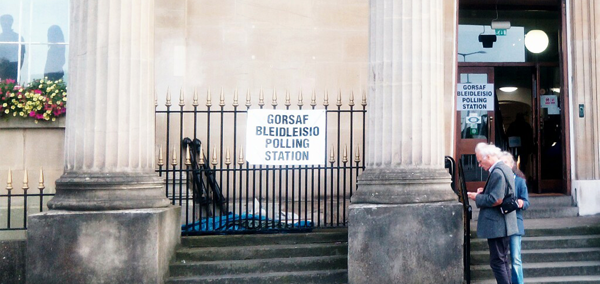 GORSAF
BLEIDLEISIO
POLLING
STATION
GORSAF
BLEIDLEISIO
POLLING
STATION